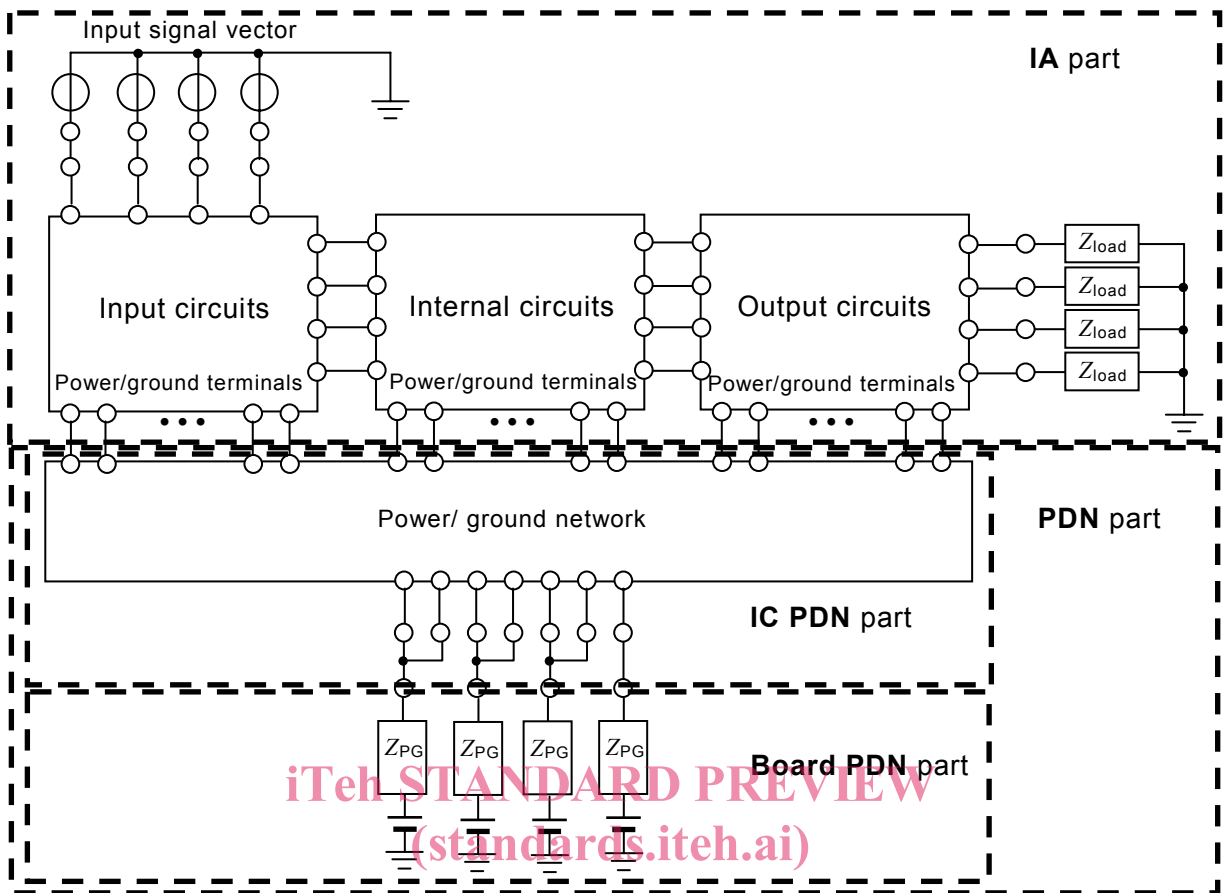 Input signal vector
IA part
Input circuits
Internal circuits
Output circuits
Zload
Zload
Zload
Zload
Power/ground terminals
Power/ground terminals
Power/ground terminals
Power/ ground network
PDN part
IC PDN part
ZPG
ZPG
ZPG
ZPG
Board PDN part
iTeh STANDARD PREVIEW
(standards.iteh.ai)